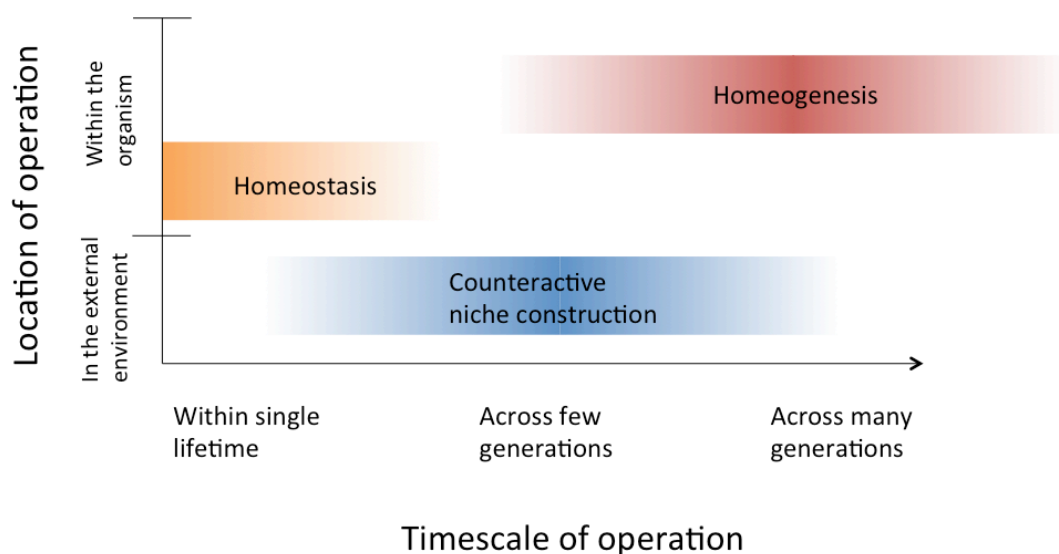 Location of operation
Within the
organism
In the external
environment
Homeogenesis
Homeostasis
Counteractive
niche construction
Within single
lifetime
Across few
generations
Across many
generations
Timescale of operation